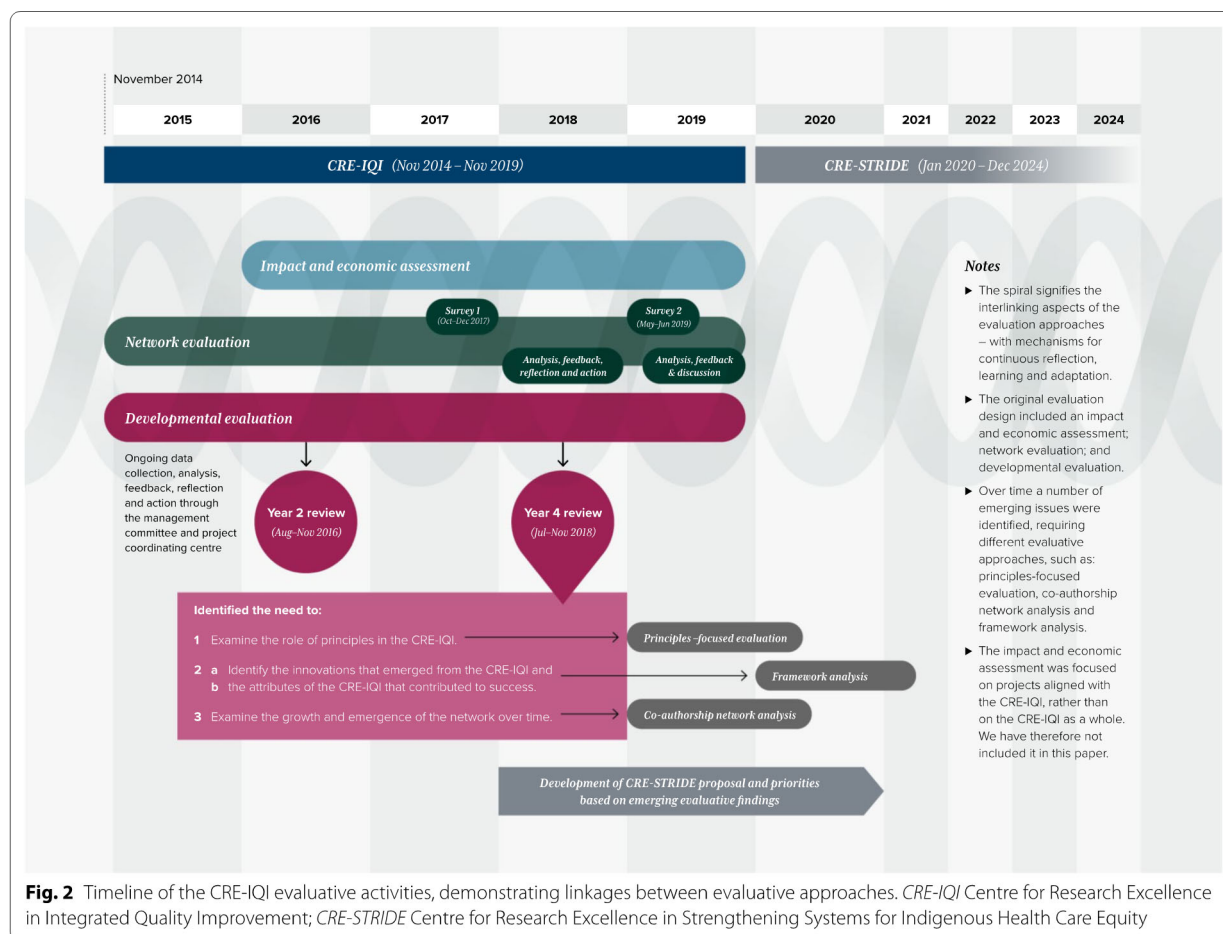 November 2014
2015 2016 2017 2018 2019 2020 2021 2022 2023 2024
CRE-IQI (Nov 2014 – Nov 2019)
CRE-STRIDE (Jan 2020 – Dec 2024)
Impact and economic assessment
Network evaluation
Survey 1
(Oct–Dec 2017)
Survey 2
(May–Jun 2019)
Analysis, feedback,
reflection and action
Analysis, feedback
& discussion
Developmental evaluation
Ongoing data
collection, analysis,
feedback, reflection
and action through
the management
committee and project
coordinating centre
Year 2 review
(Aug–Nov 2016)
Year 4 review
(Jul–Nov 2018)
Identified the need to:
1 Examine the role of principles in the CRE-IQI.
2 a Identify the innovations that emerged from the CRE-IQI and
b the attributes of the CRE-IQI that contributed to success.
3 Examine the growth and emergence of the network over time.
Principles –focused evaluation
Framework analysis
Co-authorship network analysis
Development of CRE-STRIDE proposal and priorities
based on emerging evaluative findings
Notes
▶ The spiral signifies the
interlinking aspects of the
evaluation approaches
– with mechanisms for
continuous reflection,
learning and adaptation.
▶ The original evaluation
design included an impact
and economic assessment;
network evaluation; and
developmental evaluation.
▶ Over time a number of
emerging issues were
identified, requiring
different evaluative
approaches, such as:
principles-focused
evaluation, co-authorship
network analysis and
framework analysis.
▶ The impact and economic
assessment was focused
on projects aligned with
the CRE-IQI, rather than
on the CRE-IQI as a whole.
We have therefore not
included it in this paper.
Fig. 2 Timeline of the CRE-IQI evaluative activities, demonstrating linkages between evaluative approaches. CRE-IQI Centre for Research Excellence
in Integrated Quality Improvement; CRE-STRIDE Centre for Research Excellence in Strengthening Systems for Indigenous Health Care Equity